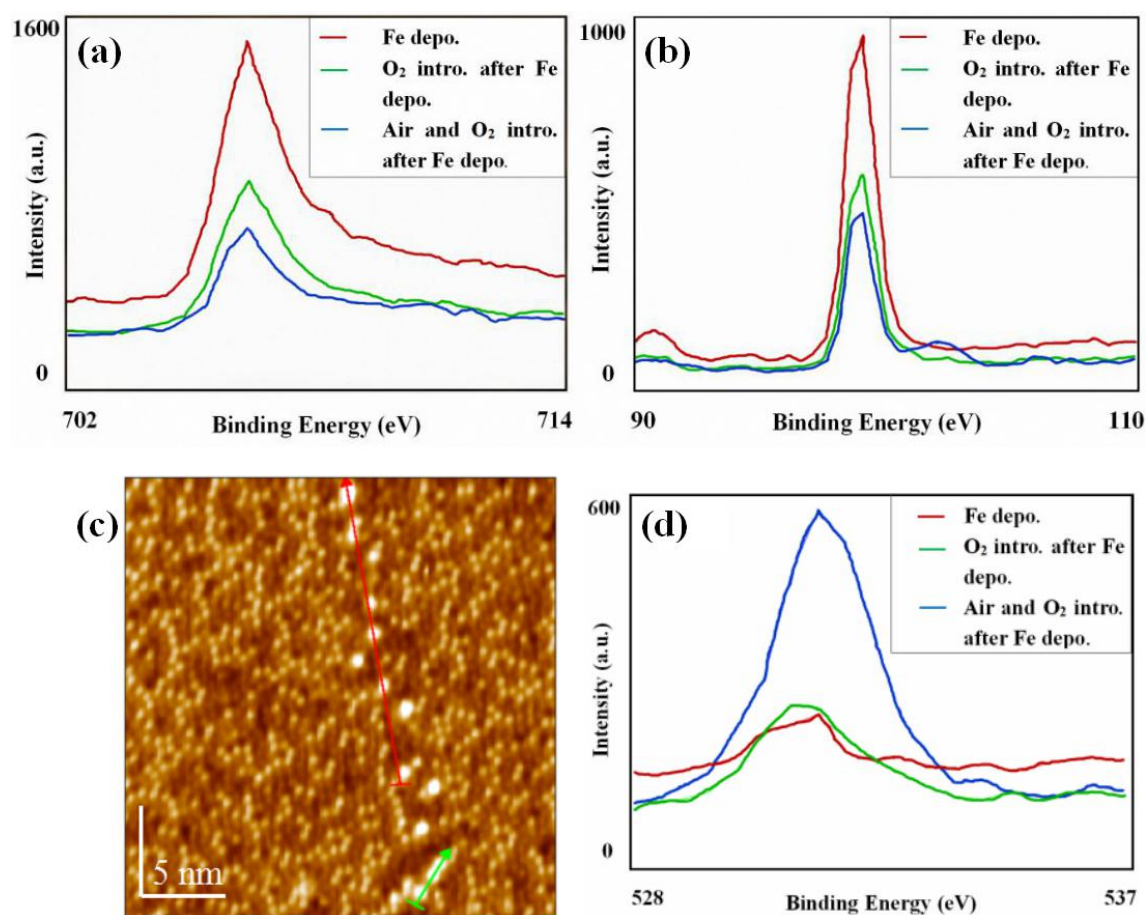 1600
(a)
Fe depo.
O₂ intro. after Fe
depo.
Air and O₂ intro.
after Fe depo.
Intensity (a.u.)
0
702
Binding Energy (eV)
714
1000
(b)
Fe depo.
O₂ intro. after Fe
depo.
Air and O₂ intro.
after Fe depo.
Intensity (a.u.)
0
90
Binding Energy (eV)
110
(c)
5 nm
600
(d)
Fe depo.
O₂ intro. after Fe
depo.
Air and O₂ intro.
after Fe depo.
Intensity (a.u.)
0
528
Binding Energy (eV)
537